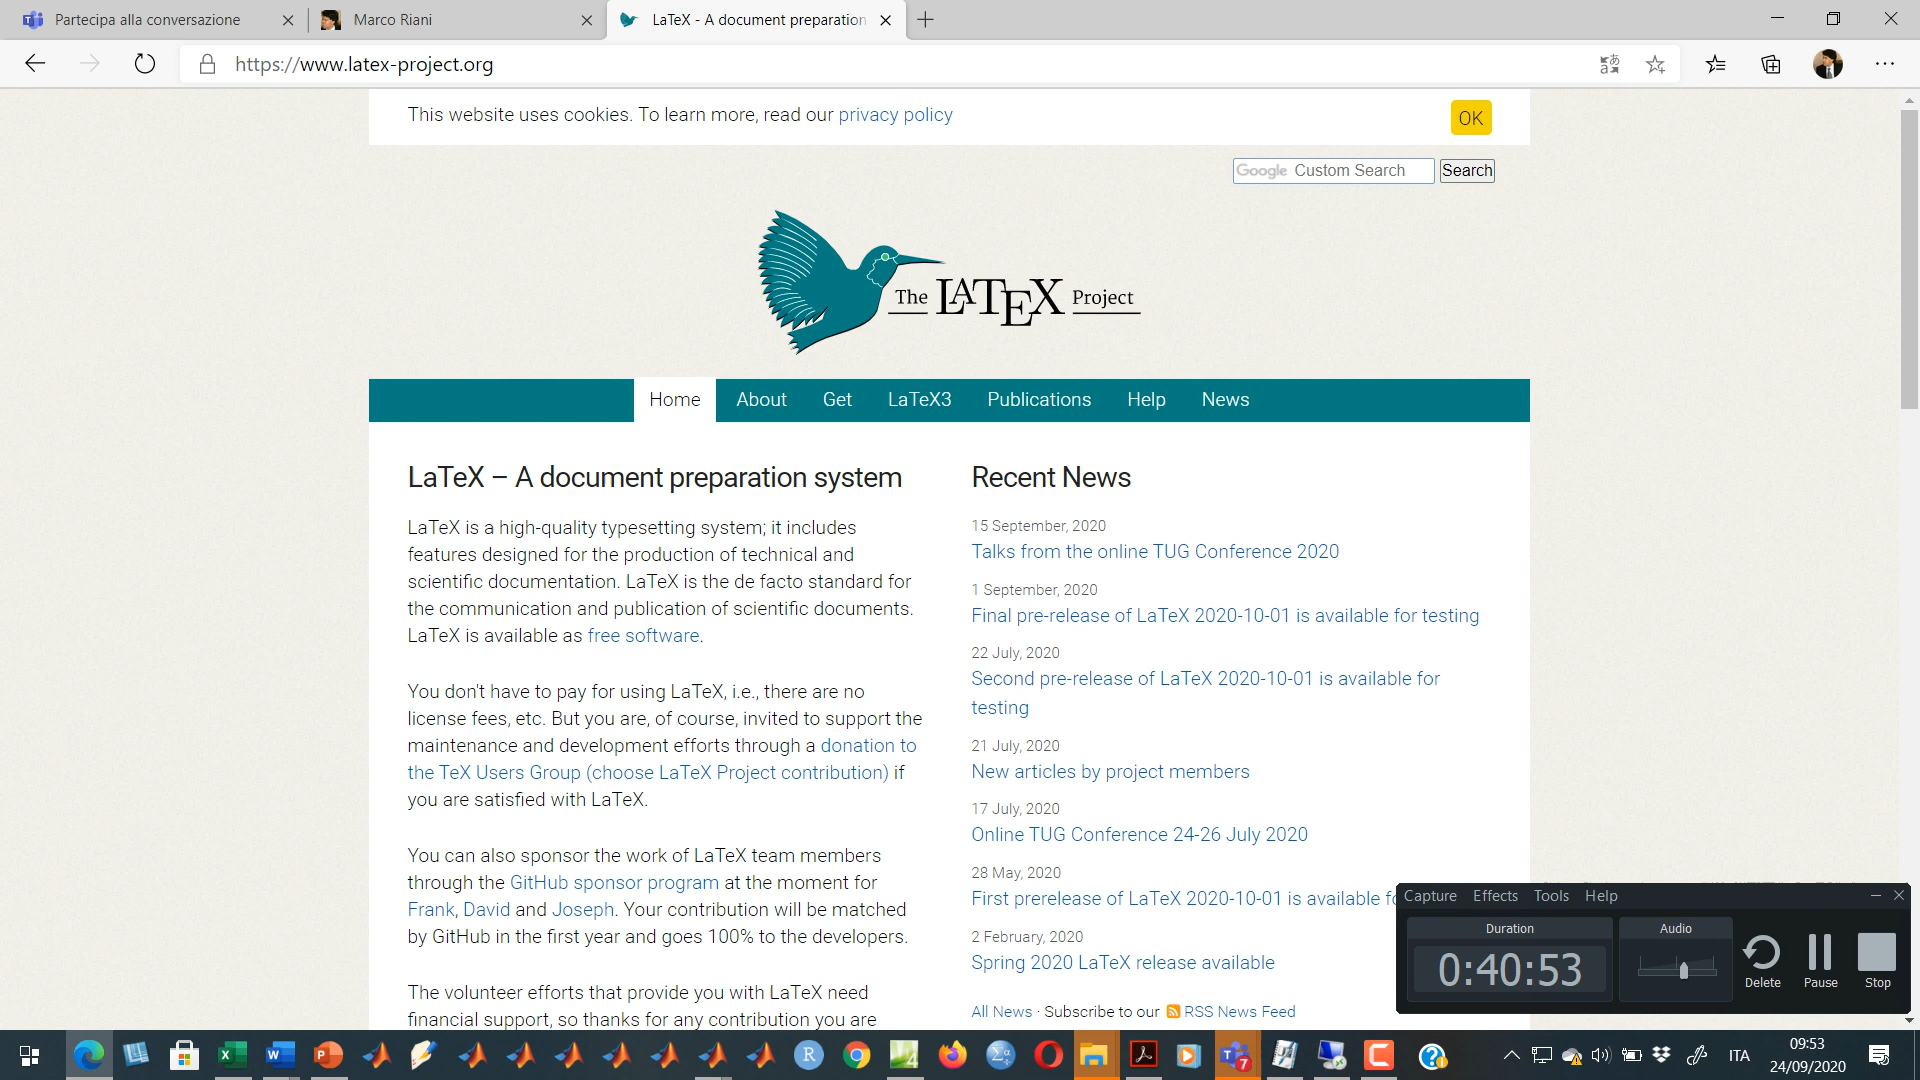 Partecipa alla conversazione
Marco Riani
LaTeX - A document preparation
https://www.latex-project.org
This website uses cookies. To learn more, read our privacy policy
OK
Google Custom Search
Search
The LATEX Project
Home
About
Get
LaTeX3
Publications
Help
News
LaTeX – A document preparation system
LaTeX is a high-quality typesetting system; it includes
features designed for the production of technical and
scientific documentation. LaTeX is the de facto standard for
the communication and publication of scientific documents.
LaTeX is available as free software.
You don't have to pay for using LaTeX, i.e., there are no
license fees, etc. But you are, of course, invited to support the
maintenance and development efforts through a donation to
the TeX Users Group (choose LaTeX Project contribution) if
you are satisfied with LaTeX.
You can also sponsor the work of LaTeX team members
through the GitHub sponsor program at the moment for
Frank, David and Joseph. Your contribution will be matched
by GitHub in the first year and goes 100% to the developers.
The volunteer efforts that provide you with LaTeX need
financial support, so thanks for any contribution you are
Recent News
15 September, 2020
Talks from the online TUG Conference 2020
1 September, 2020
Final pre-release of LaTeX 2020-10-01 is available for testing
22 July, 2020
Second pre-release of LaTeX 2020-10-01 is available for
testing
21 July, 2020
New articles by project members
17 July, 2020
Online TUG Conference 24-26 July 2020
28 May, 2020
First prerelease of LaTeX 2020-10-01 is available
2 February, 2020
Spring 2020 LaTeX release available
All News · Subscribe to our RSS News Feed
Capture
Effects
Tools
Help
Duration
0:40:53
Audio
Delete
Pause
Stop
ITA
09:53
24/09/2020